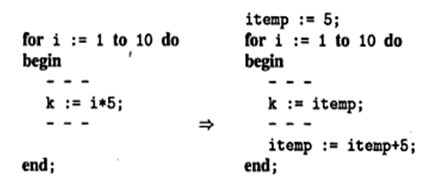 for i := 1 to 10 do
begin
- - -
k := i*5;
- - -
end;
⇒
itemp := 5;
for i := 1 to 10 do
begin
- - -
k := itemp;
- - -
itemp := itemp+5;
end;